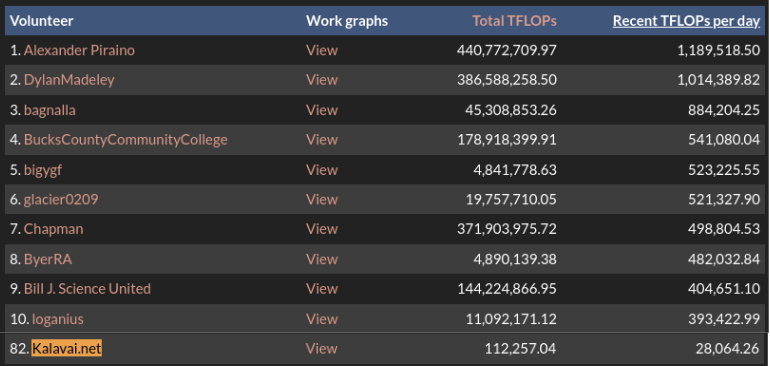 Volunteer Work graphs Total TFLOPs Recent TFLOPs per day
1. Alexander Piraino View 440,772,709.97 1,189,518.50
2. DylanMadeley View 386,588,258.50 1,014,389.82
3. bagnalla View 45,308,853.26 884,204.25
4. BucksCountyCommunityCollege View 178,918,399.91 541,080.04
5. bigygf View 4,841,778.63 523,225.55
6. glacier0209 View 19,757,710.05 521,327.90
7. Chapman View 371,903,975.72 498,804.53
8. ByerRA View 4,890,139.38 482,032.84
9. Bill J. Science United View 144,224,866.95 404,651.10
10. loganius View 11,092,171.12 393,422.99
82. Kalavai.net View 112,257.04 28,064.26